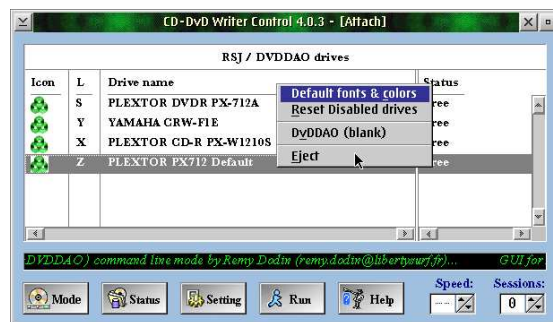 CD-DvD Writer Control 4.0.3 - [Attach]
RSJ / DVDDAO drives
Icon L Drive name Status
S PLEXTOR DVDR PX-712A
Y YAMAHA CRW-F1E ree
X PLEXTOR CD-R PX-W1210S ree
Z PLEXTOR PX712 Default ree
Default fonts & colors
Reset Disabled drives
DvDDAO (blank)
Eject
DVDDAO ) command line mode by Remy Dodin (remy.dodin@libertysurf.fr)... GUI for
Mode Status Setting Run Help
Speed: Sessions:
--- 0